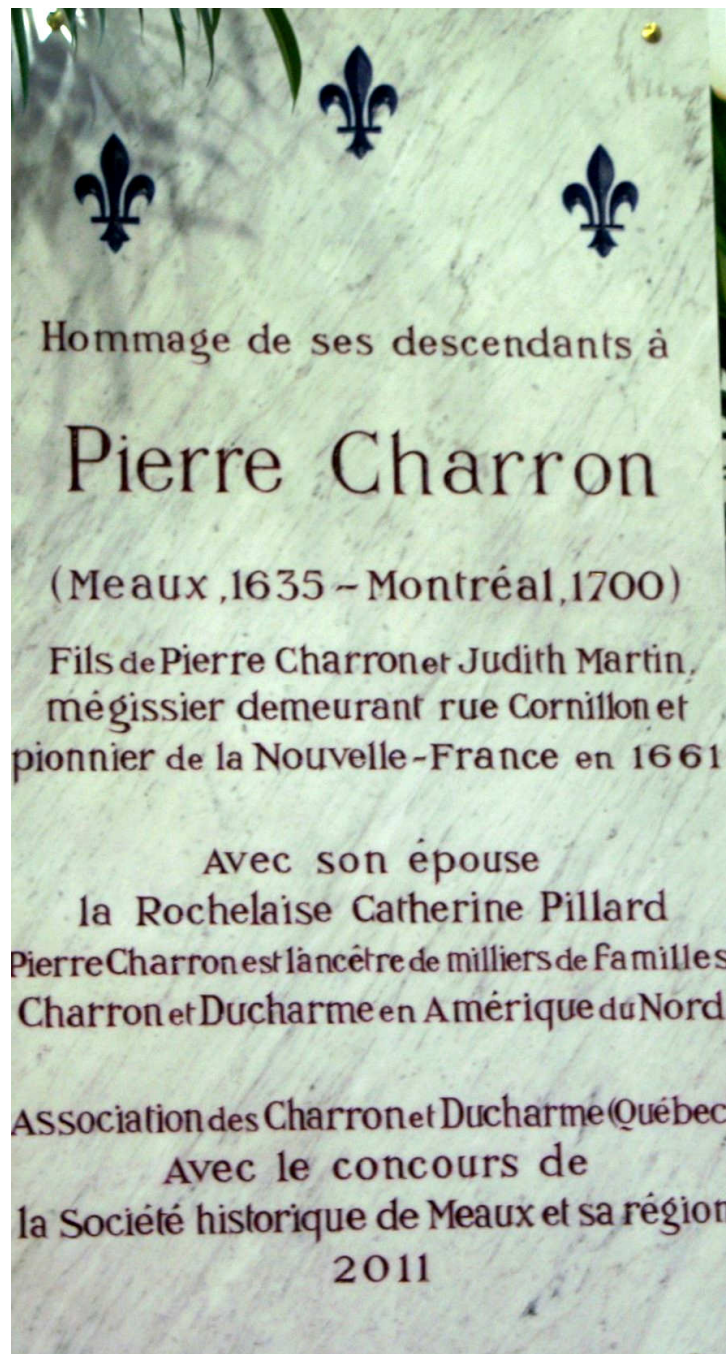 Hommage de ses descendants à
Pierre Charron
(Meaux ,1635 – Montréal,1700)
Fils de Pierre Charron et Judith Martin,
mégissier demeurant rue Cornillon et
pionnier de la Nouvelle-France en 1661
Avec son épouse
la Rochelaise Catherine Pillard
Pierre Charron est l'ancêtre de milliers de familles
Charron et Ducharme en Amérique du Nord
Association des Charron et Ducharme (Québec
Avec le concours de
la Société historique de Meaux et sa région
2011